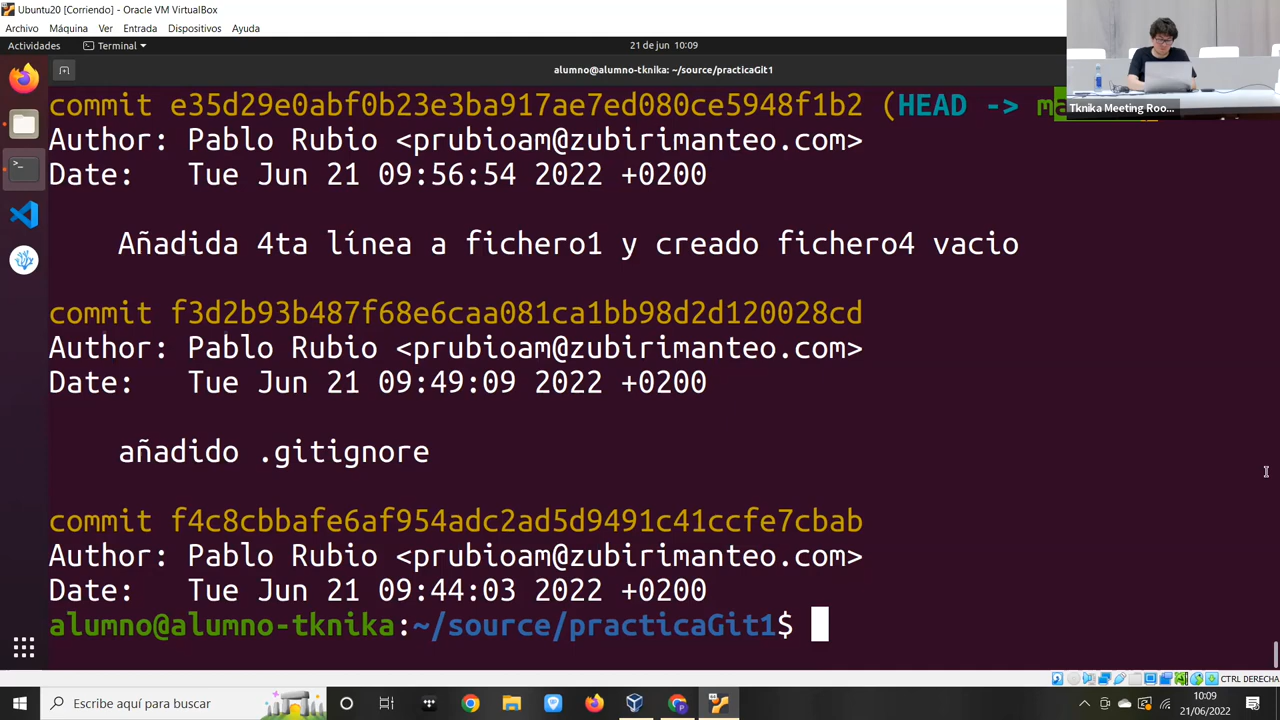 Ubuntu20 [Corriendo] - Oracle VM VirtualBox
Archivo Máquina Ver Entrada Dispositivos Ayuda
Actividades Terminal 21 de jun 10:09
alumno@alumno-tknika: ~/source/practicaGit1
Tknika Meeting Roo...
commit e35d29e0abf0b23e3ba917ae7ed080ce5948f1b2 (HEAD ->
Author: Pablo Rubio <prubioam@zubirimanteo.com>
Date: Tue Jun 21 09:56:54 2022 +0200
Añadida 4ta línea a fichero1 y creado fichero4 vacio
commit f3d2b93b487f68e6caa081ca1bb98d2d120028cd
Author: Pablo Rubio <prubioam@zubirimanteo.com>
Date: Tue Jun 21 09:49:09 2022 +0200
añadido .gitignore
commit f4c8cbbafe6af954adc2ad5d9491c41ccfe7cbab
Author: Pablo Rubio <prubioam@zubirimanteo.com>
Date: Tue Jun 21 09:44:03 2022 +0200
alumno@alumno-tknika:~/source/practicaGit1$
CTRL DERECHA
Escribe aquí para buscar
10:09
21/06/2022